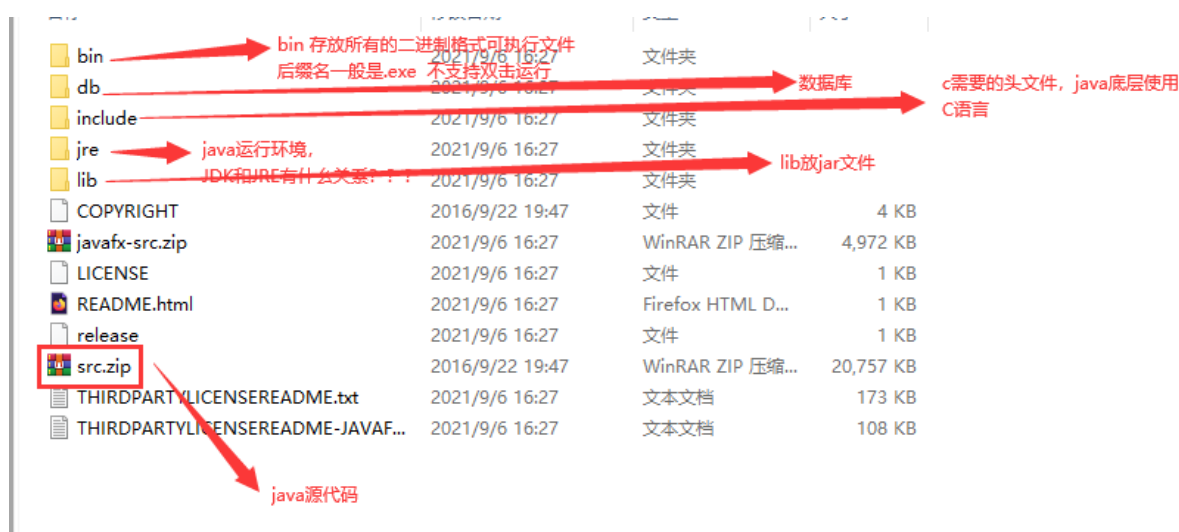 bin 存放所有的二进制格式可执行文件
bin 2021/9/6 16:27 文件夹
后缀名一般是.exe 不支持双击运行
db 2021/9/6 16:27 文件夹
数据库
c需要的头文件，java底层使用
C语言
include 2021/9/6 16:27 文件夹
jre 2021/9/6 16:27 文件夹
java运行环境，
JDK和JRE有什么关系？？？
lib 2021/9/6 16:27 文件夹
lib放jar文件
COPYRIGHT 2016/9/22 19:47 文件 4 KB
javafx-src.zip 2021/9/6 16:27 WinRAR ZIP 压缩... 4,972 KB
LICENSE 2021/9/6 16:27 文件 1 KB
README.html 2021/9/6 16:27 Firefox HTML D... 1 KB
release 2021/9/6 16:27 文件 1 KB
src.zip 2016/9/22 19:47 WinRAR ZIP 压缩... 20,757 KB
THIRDPARTYLICENSEREADME.txt 2021/9/6 16:27 文本文档 173 KB
THIRDPARTYLICENSEREADME-JAVAF... 2021/9/6 16:27 文本文档 108 KB
java源代码